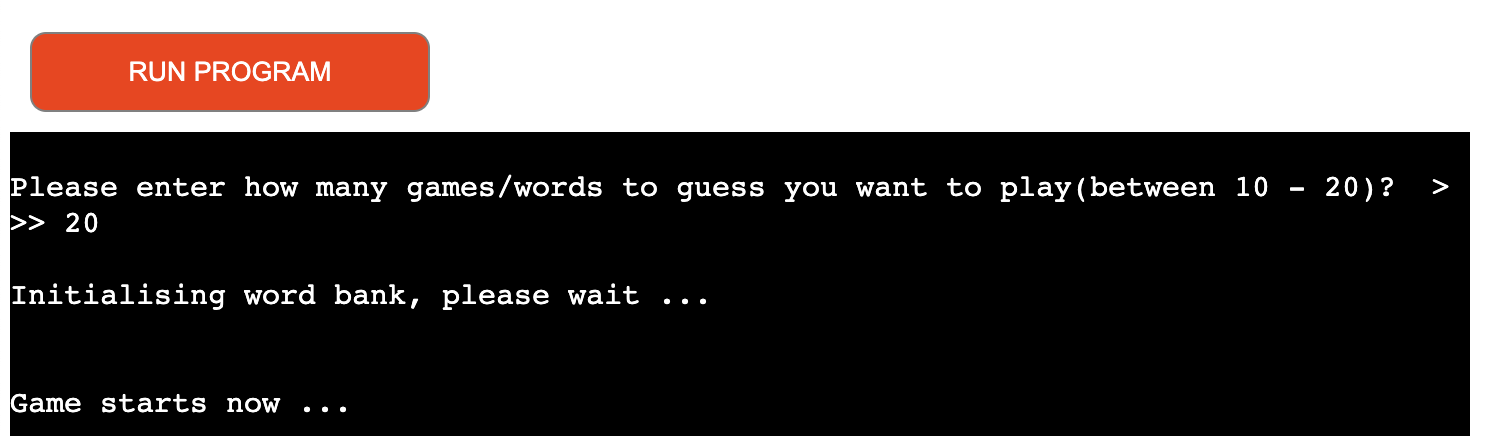 RUN PROGRAM
Please enter how many games/words to guess you want to play(between 10 - 20)?  >
>> 20
Initialising word bank, please wait ...
Game starts now ...